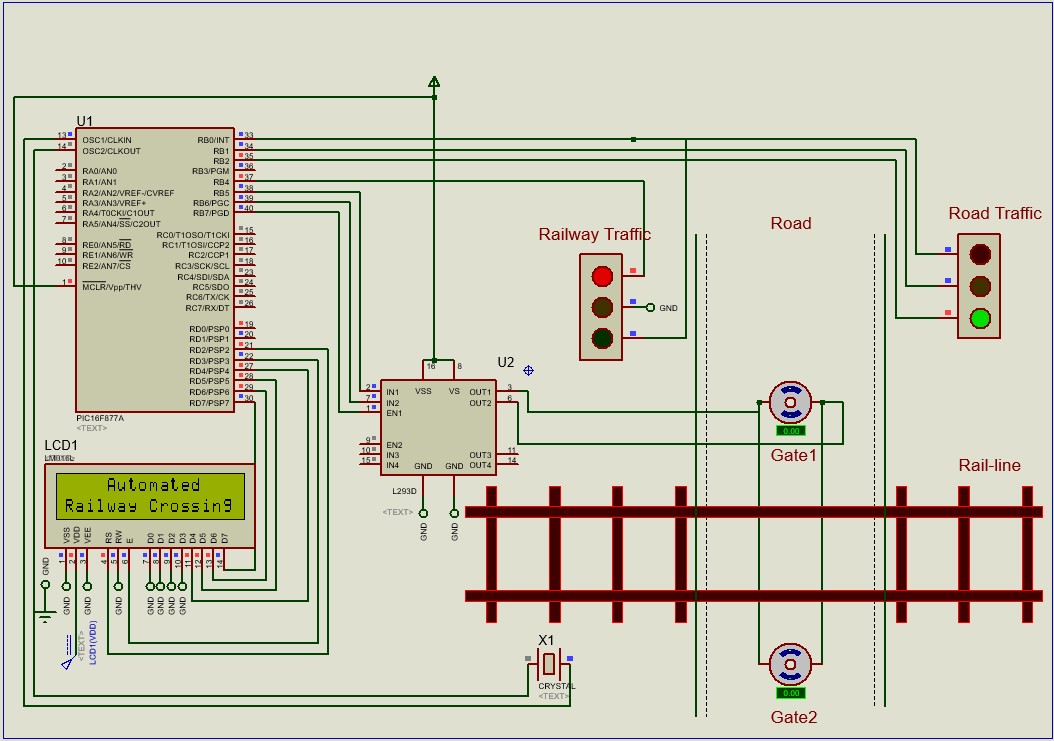 U1
13 OSC1/CLKIN
14 OSC2/CLKOUT
2 RA0/AN0
3 RA1/AN1
4 RA2/AN2/VREF-/CVREF
5 RA3/AN3/VREF+
6 RA4/T0CKI/C1OUT
7 RA5/AN4/SS/C2OUT
8 RE0/AN5/RD
9 RE1/AN6/WR
10 RE2/AN7/CS
1 MCLR/Vpp/THV
RB0/INT 33
RB1 34
RB2 35
RB3/PGM 36
RB4 37
RB5 38
RB6/PGC 39
RB7/PGD 40
RC0/T1OSO/T1CKI 15
RC1/T1OSI/CCP2 16
RC2/CCP1 17
RC3/SCK/SCL 18
RC4/SDI/SDA 23
RC5/SDO 24
RC6/TX/CK 25
RC7/RX/DT 26
RD0/PSP0 19
RD1/PSP1 20
RD2/PSP2 21
RD3/PSP3 22
RD4/PSP4 27
RD5/PSP5 28
RD6/PSP6 29
RD7/PSP7 30
PIC16F877A
<TEXT>
LCD1
LM016L
Automated
Railway Crossing
VSS VDD VEE RS RW E D0 D1 D2 D3 D4 D5 D6 D7
1 2 3 4 5 6 7 8 9 10 11 12 13 14
GND
GND GND GND GND GND GND GND
<TEXT>
LCD1(VDD)
Railway Traffic
GND
Road
Road Traffic
U2
16 8
2 IN1
7 IN2
1 EN1
9 EN2
10 IN3
15 IN4
VSS VS
OUT1 3
OUT2 6
OUT3 11
OUT4 14
GND GND
L293D
<TEXT>
GND GND
0.00
Gate1
Rail-line
X1
CRYSTAL
<TEXT>
0.00
Gate2